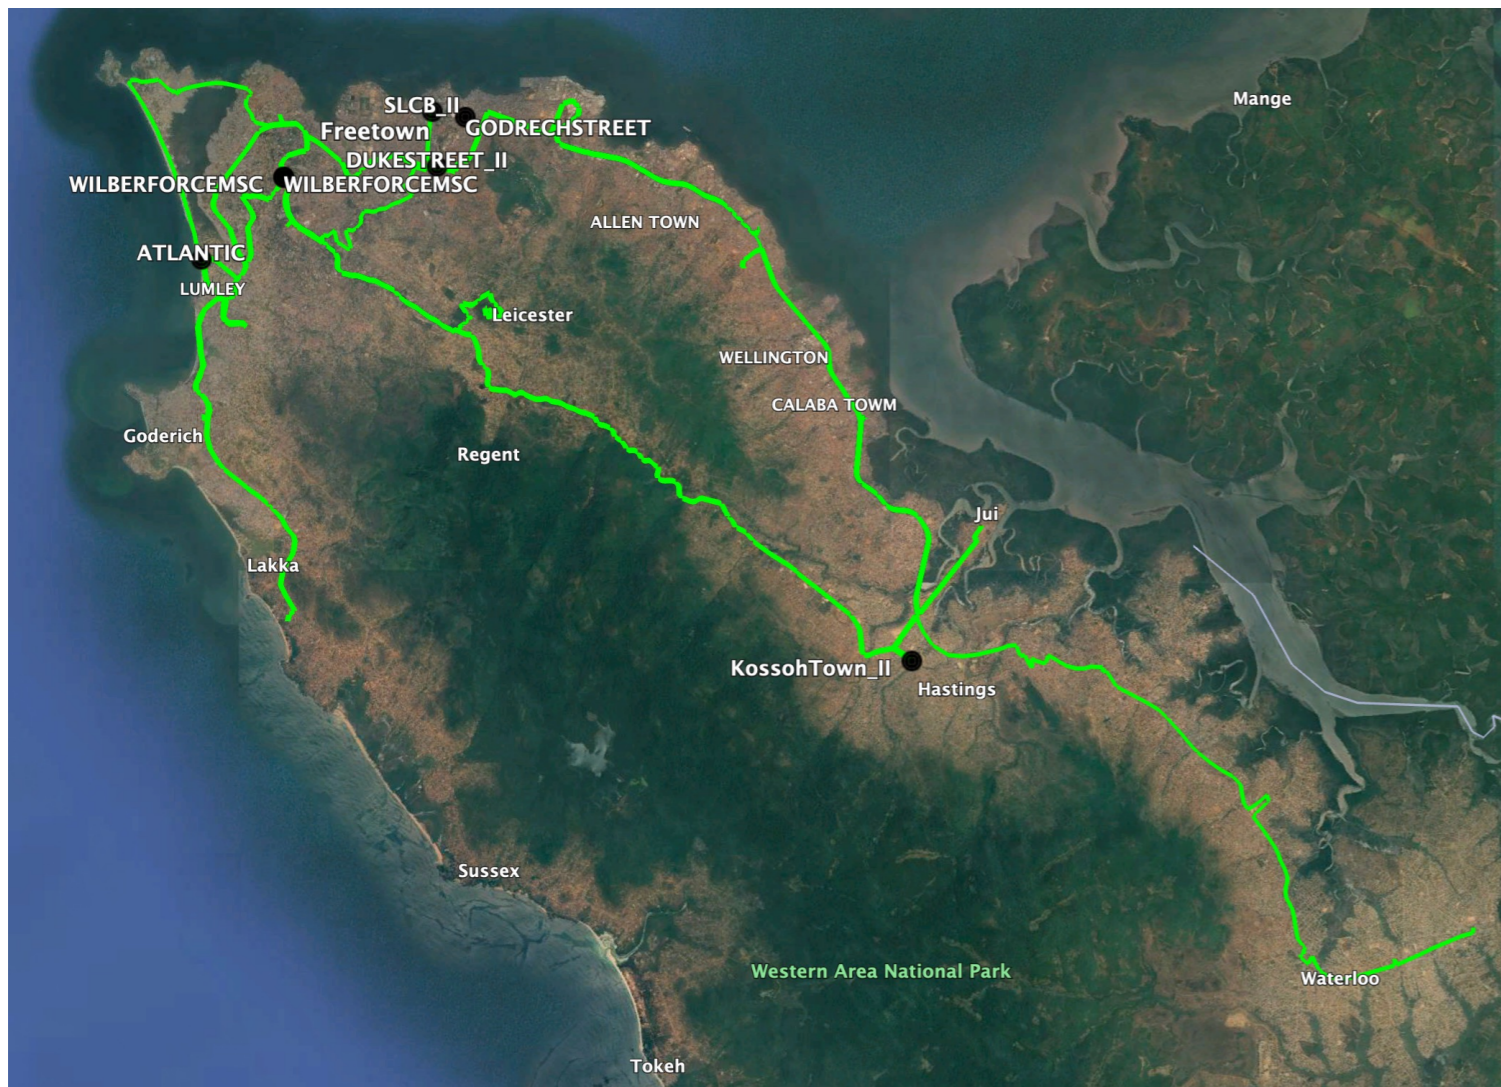 Mange
SLCB_II
Freetown
GODRECHSTREET
DUKESTREET_II
WILBERFORCEMSC
WILBERFORCEMSC
ALLEN TOWN
ATLANTIC
LUMLEY
Leicester
WELLINGTON
CALABA TOWM
Goderich
Regent
Jui
Lakka
KossohTown_II
Hastings
Sussex
Western Area National Park
Waterloo
Tokeh